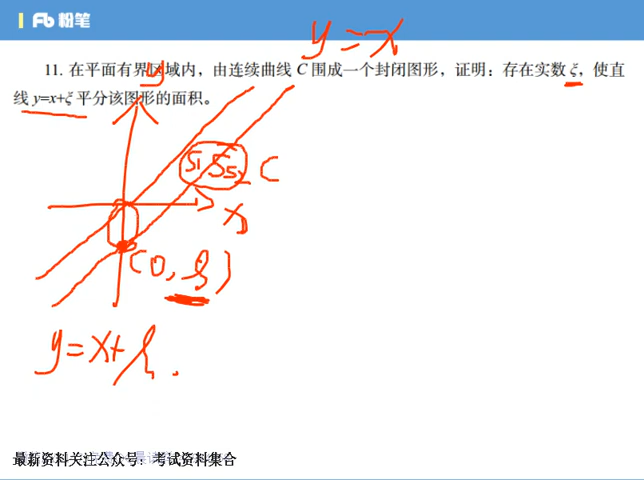 粉笔
y=x
11. 在平面有界区域内，由连续曲线 C 围成一个封闭图形，证明：存在实数 ξ，使直
线 y=x+ξ 平分该图形的面积。
y
S1 S S2 C
x
(0, ξ)
y=x+ξ.
最新资料关注公众号：考试资料集合